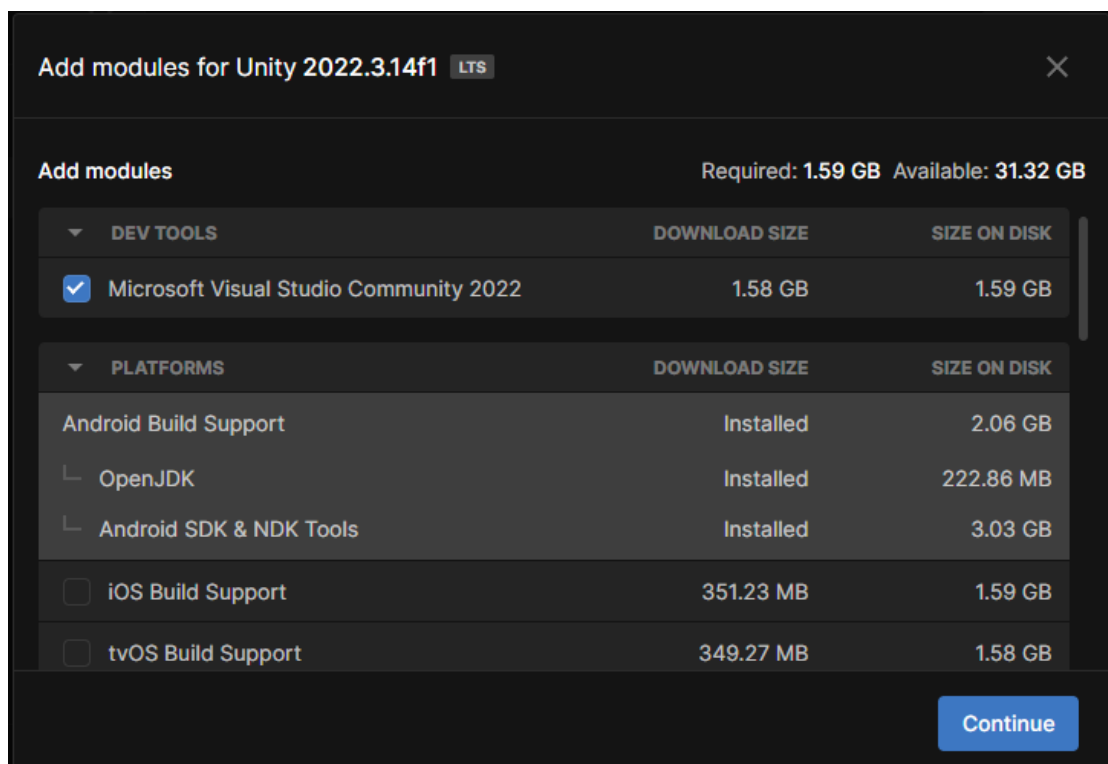 Add modules for Unity 2022.3.14f1 LTS
Add modules Required: 1.59 GB Available: 31.32 GB
DEV TOOLS DOWNLOAD SIZE SIZE ON DISK
Microsoft Visual Studio Community 2022 1.58 GB 1.59 GB
PLATFORMS DOWNLOAD SIZE SIZE ON DISK
Android Build Support Installed 2.06 GB
OpenJDK Installed 222.86 MB
Android SDK & NDK Tools Installed 3.03 GB
iOS Build Support 351.23 MB 1.59 GB
tvOS Build Support 349.27 MB 1.58 GB
Continue